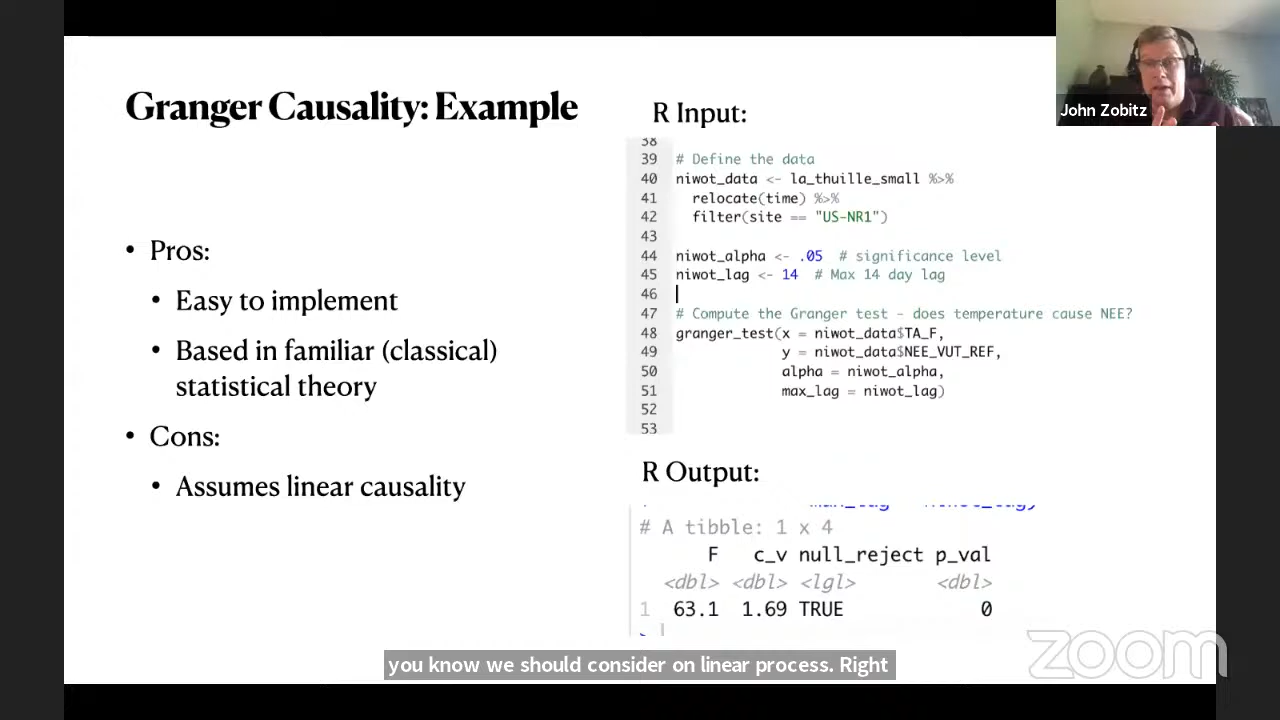 Granger Causality: Example
• Pros:
• Easy to implement
• Based in familiar (classical)
statistical theory
• Cons:
• Assumes linear causality
R Input:
38
39 # Define the data
40 niwot_data <- la_thuille_small %>%
41 relocate(time) %>%
42 filter(site == "US-NR1")
43
44 niwot_alpha <- .05 # significance level
45 niwot_lag <- 14 # Max 14 day lag
46
47 # Compute the Granger test - does temperature cause NEE?
48 granger_test(x = niwot_data$TA_F,
49 y = niwot_data$NEE_VUT_REF,
50 alpha = niwot_alpha,
51 max_lag = niwot_lag)
52
53
R Output:
# A tibble: 1 x 4
F c_v null_reject p_val
<dbl> <dbl> <lgl> <dbl>
1 63.1 1.69 TRUE 0
>
John Zobitz
you know we should consider on linear process. Right
zoom